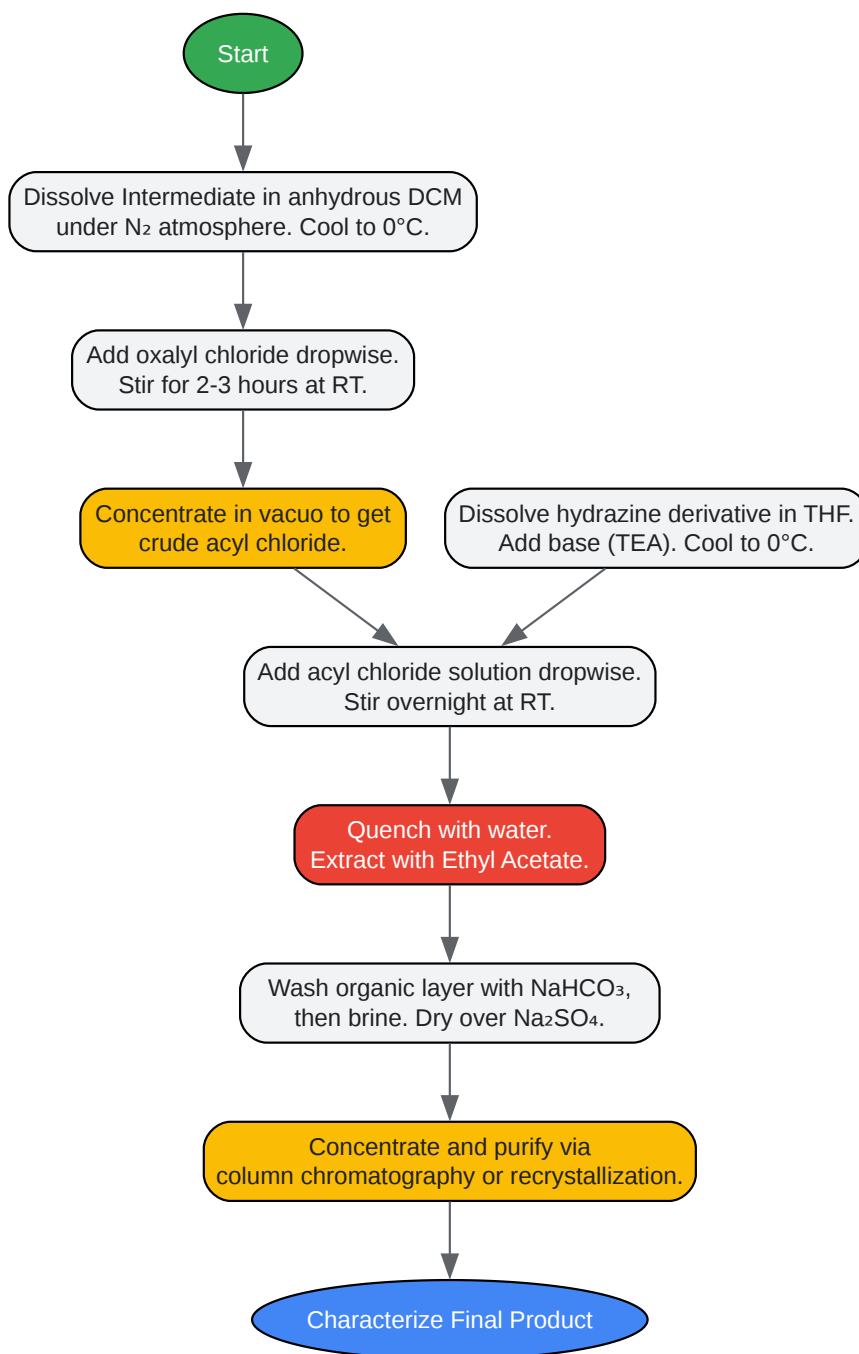 Start
Dissolve Intermediate in anhydrous DCM
under N₂ atmosphere. Cool to 0°C.
Add oxalyl chloride dropwise.
Stir for 2-3 hours at RT.
Concentrate in vacuo to get
crude acyl chloride.
Dissolve hydrazine derivative in THF.
Add base (TEA). Cool to 0°C.
Add acyl chloride solution dropwise.
Stir overnight at RT.
Quench with water.
Extract with Ethyl Acetate.
Wash organic layer with NaHCO₃,
then brine. Dry over Na₂SO₄.
Concentrate and purify via
column chromatography or recrystallization.
Characterize Final Product